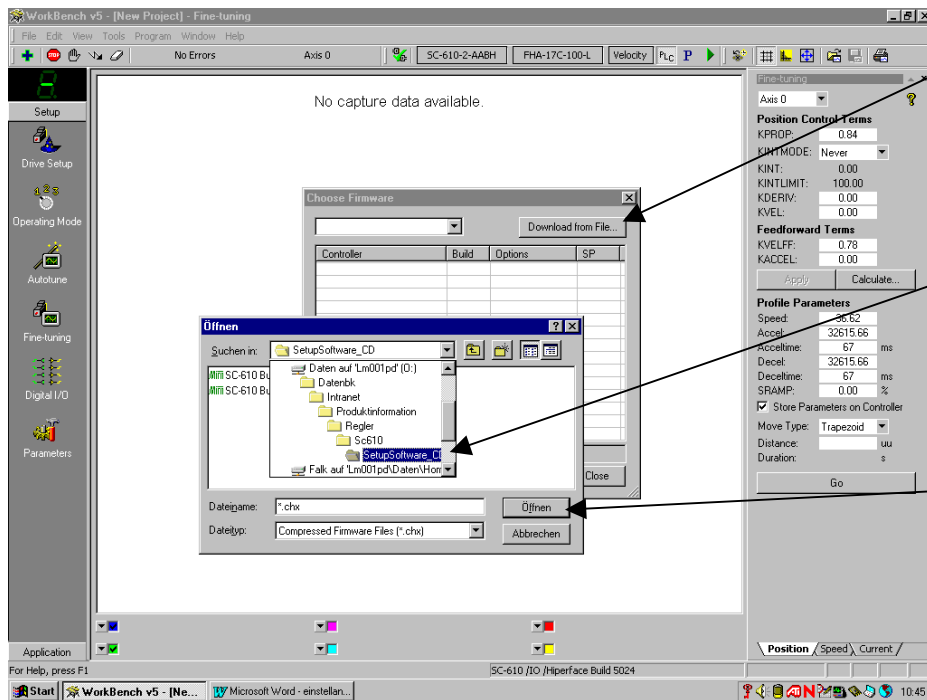 WorkBench v5 - [New Project] - Fine-tuning
File Edit View Tools Program Window Help
No Errors
Axis 0
SC-610-2-AABH
FHA-17C-100-L
Velocity
PLC
P
Setup
Drive Setup
Operating Mode
Autotune
Fine-tuning
Digital I/O
Parameters
Application
No capture data available.
Choose Firmware
Download from File...
Controller Build Options SP
Close
Öffnen
Suchen in: SetupSoftware_CD
Mint SC-610 Bu
Mint SC-610 Bu
Daten auf 'Lm001pd' (O:)
Datenbk
Intranet
Produktinformation
Regler
Sc610
SetupSoftware_CD
Falk auf 'Lm001pd\Daten\Hom
Dateiname: *.chx
Öffnen
Dateityp: Compressed Firmware Files (*.chx)
Abbrechen
Fine-tuning
Axis 0
Position Control Terms
KPROP: 0.84
KINTMODE: Never
KINT: 0.00
KINTLIMIT: 100.00
KDERIV: 0.00
KVEL: 0.00
Feedforward Terms
KVELFF: 0.78
KACCEL: 0.00
Apply
Calculate...
Profile Parameters
Speed: 36.62
Accel: 32615.66
Acceltime: 67 ms
Decel: 32615.66
Deceltime: 67 ms
SRAMP: 0.00 %
Store Parameters on Controller
Move Type: Trapezoid
Distance: uu
Duration: s
Go
Position Speed Current
For Help, press F1
SC-610 /IO /Hiperface Build 5024
Start
WorkBench v5 - [Ne...
Microsoft Word - einstellan...
10:45